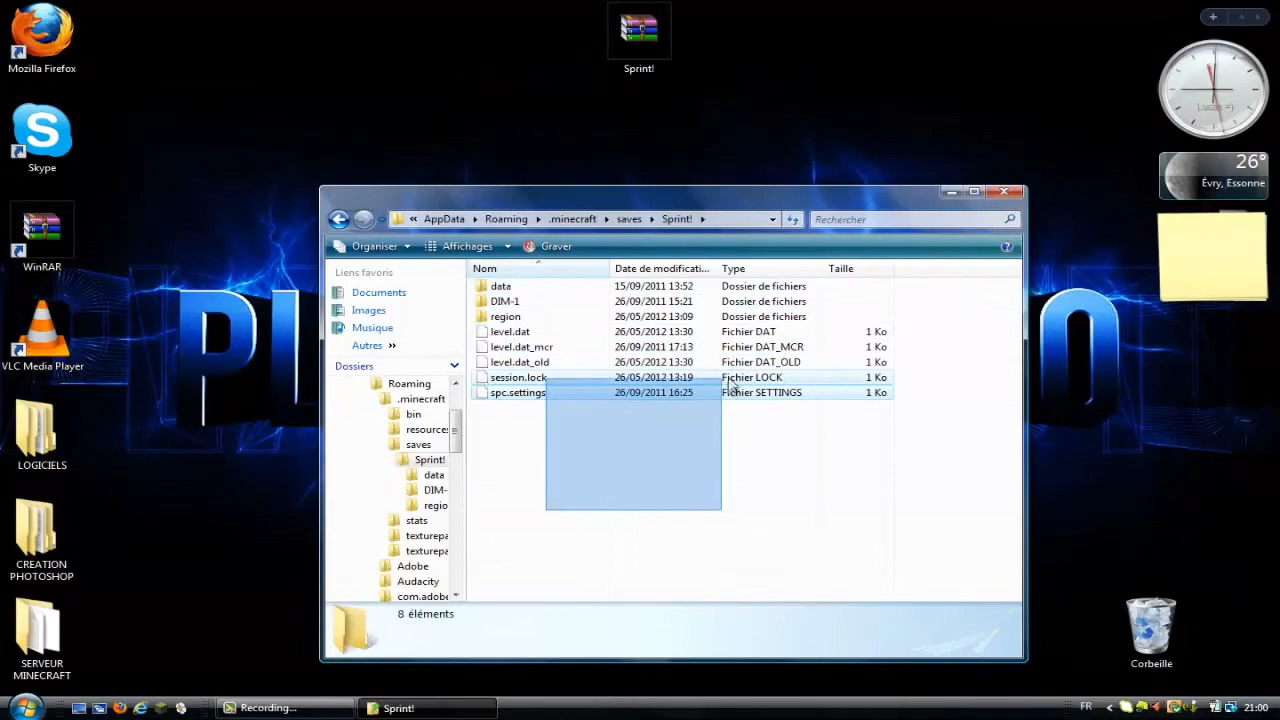 Mozilla Firefox
Skype
WinRAR
VLC Media Player
LOGICIELS
CREATION
PHOTOSHOP
SERVEUR
MINECRAFT
Sprint!
Lucas =)
26°
Évry, Essonne
Corbeille
« AppData Roaming .minecraft saves Sprint!
Rechercher
Organiser Affichages Graver
Liens favoris
Documents
Images
Musique
Autres »
Dossiers
Roaming
.minecraft
bin
resources
saves
Sprint!
data
DIM-
regio
stats
texturepa
texturepa
Adobe
Audacity
com.adobe
Nom Date de modificati... Type Taille
data 15/09/2011 13:52 Dossier de fichiers
DIM-1 26/09/2011 15:21 Dossier de fichiers
region 26/05/2012 13:09 Dossier de fichiers
level.dat 26/05/2012 13:30 Fichier DAT 1 Ko
level.dat_mcr 26/09/2011 17:13 Fichier DAT_MCR 1 Ko
level.dat_old 26/05/2012 13:30 Fichier DAT_OLD 1 Ko
session.lock 26/05/2012 13:19 Fichier LOCK 1 Ko
spc.settings 26/09/2011 16:25 Fichier SETTINGS 1 Ko
8 éléments
Recording...
Sprint!
FR
21:00